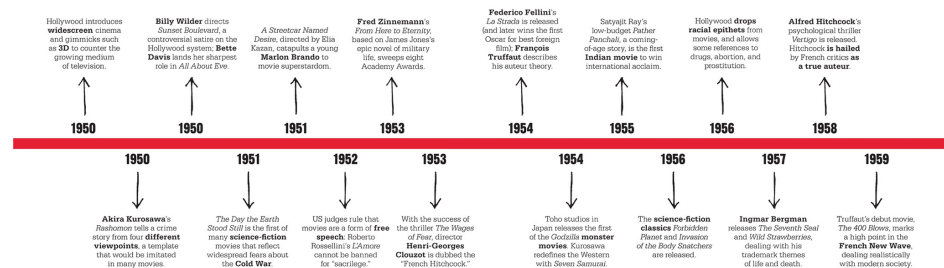 Hollywood introduces
widescreen cinema
and gimmicks such
as 3D to counter the
growing medium
of television.
Billy Wilder directs
Sunset Boulevard, a
controversial satire on the
Hollywood system; Bette
Davis lands her sharpest
role in All About Eve.
A Streetcar Named
Desire, directed by Elia
Kazan, catapults a young
Marlon Brando to
movie superstardom.
Fred Zinnemann's
From Here to Eternity,
based on James Jones's
epic novel of military
life, sweeps eight
Academy Awards.
Federico Fellini's
La Strada is released
(and later wins the first
Oscar for best foreign
film); François
Truffaut describes
his auteur theory.
Satyajit Ray's
low-budget Pather
Panchali, a coming-
of-age story, is the first
Indian movie to win
international acclaim.
Hollywood drops
racial epithets from
movies, and allows
some references to
drugs, abortion, and
prostitution.
Alfred Hitchcock's
psychological thriller
Vertigo is released.
Hitchcock is hailed
by French critics as
a true auteur.
1950
1950
1951
1953
1954
1955
1956
1958
1950
1951
1952
1953
1954
1956
1957
1959
Akira Kurosawa's
Rashomon tells a crime
story from four different
viewpoints, a template
that would be imitated
in many movies.
The Day the Earth
Stood Still is the first of
many science-fiction
movies that reflect
widespread fears about
the Cold War.
US judges rule that
movies are a form of free
speech: Roberto
Rossellini's L'Amore
cannot be banned
for "sacrilege."
With the success of
the thriller The Wages
of Fear, director
Henri-Georges
Clouzot is dubbed the
"French Hitchcock."
Toho studios in
Japan releases the first
of the Godzilla monster
movies. Kurosawa
redefines the Western
with Seven Samurai.
The science-fiction
classics Forbidden
Planet and Invasion
of the Body Snatchers
are released.
Ingmar Bergman
releases The Seventh Seal
and Wild Strawberries,
dealing with his
trademark themes
of life and death.
Truffaut's debut movie,
The 400 Blows, marks
a high point in the
French New Wave,
dealing realistically
with modern society.